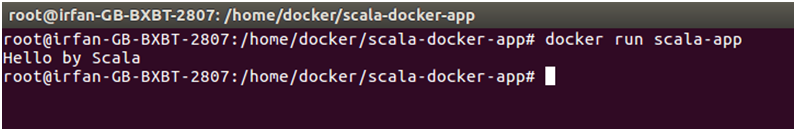 root@irfan-GB-BXBT-2807: /home/docker/scala-docker-app
root@irfan-GB-BXBT-2807:/home/docker/scala-docker-app# docker run scala-app
Hello by Scala
root@irfan-GB-BXBT-2807:/home/docker/scala-docker-app#